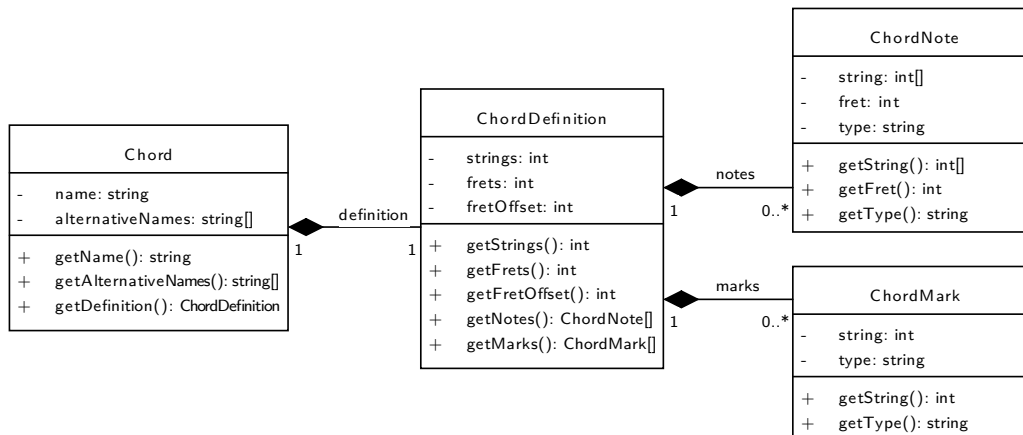 Chord
- name: string
- alternativeNames: string[]
+ getName(): string
+ getAlternativeNames(): string[]
+ getDefinition(): ChordDefinition
definition
1
1
ChordDefinition
- strings: int
- frets: int
- fretOffset: int
+ getStrings(): int
+ getFrets(): int
+ getFretOffset(): int
+ getNotes(): ChordNote[]
+ getMarks(): ChordMark[]
notes
1
0..*
ChordNote
- string: int[]
- fret: int
- type: string
+ getString(): int[]
+ getFret(): int
+ getType(): string
marks
1
0..*
ChordMark
- string: int
- type: string
+ getString(): int
+ getType(): string